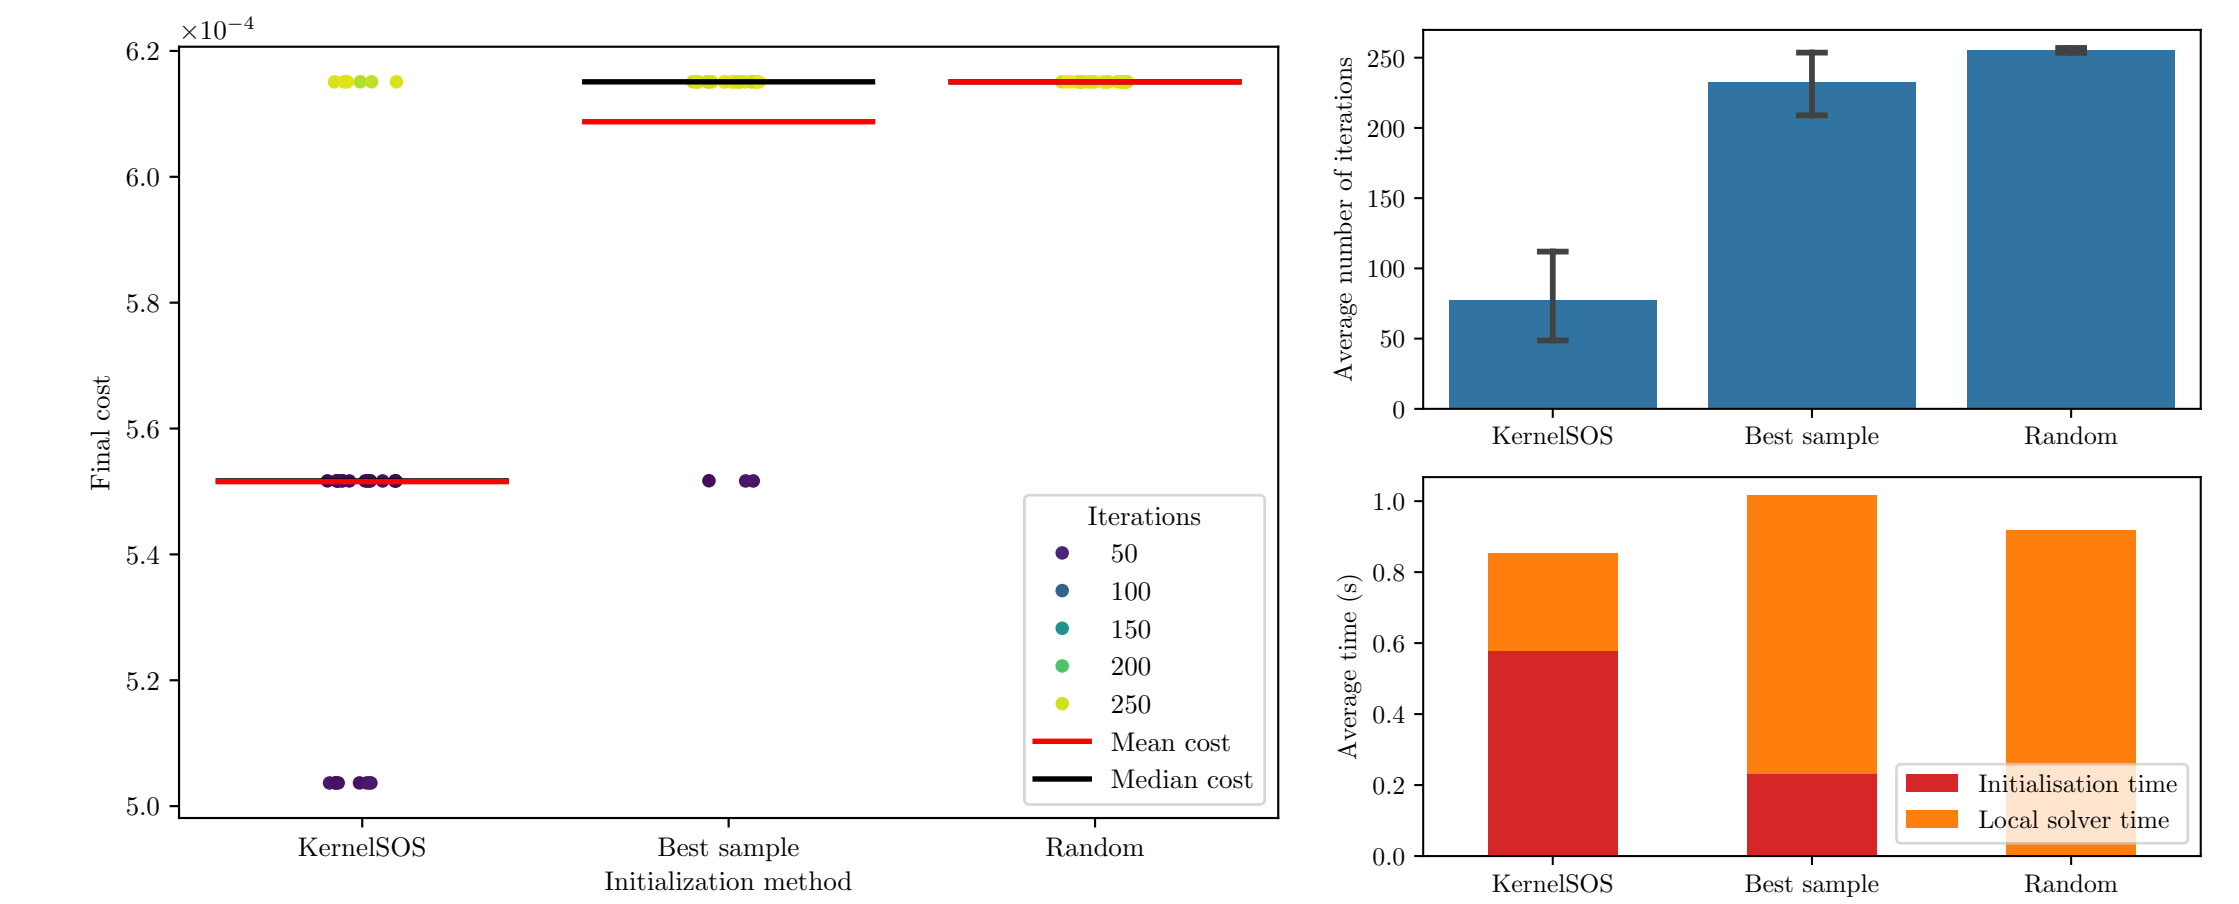 ×10⁻⁴
6.2
6.0
5.8
5.6
5.4
5.2
5.0
Final cost
KernelSOS
Best sample
Random
Initialization method
Iterations
50
100
150
200
250
Mean cost
Median cost
250
200
150
100
50
0
Average number of iterations
KernelSOS
Best sample
Random
1.0
0.8
0.6
0.4
0.2
0.0
Average time (s)
Initialisation time
Local solver time
KernelSOS
Best sample
Random